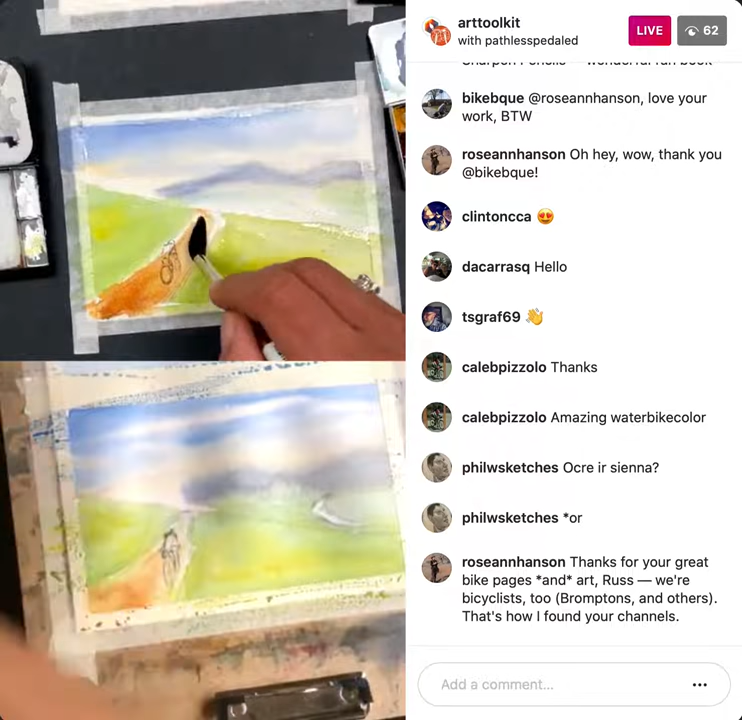 arttoolkit
with pathlesspedaled
LIVE
62
bikebque @roseannhanson, love your
work, BTW
roseannhanson Oh hey, wow, thank you
@bikebque!
clintoncca 😍
dacarrasq Hello
tsgraf69 👋
calebpizzolo Thanks
calebpizzolo Amazing waterbikecolor
philwsketches Ocre ir sienna?
philwsketches *or
roseannhanson Thanks for your great
bike pages *and* art, Russ — we're
bicyclists, too (Bromptons, and others).
That's how I found your channels.
Add a comment...